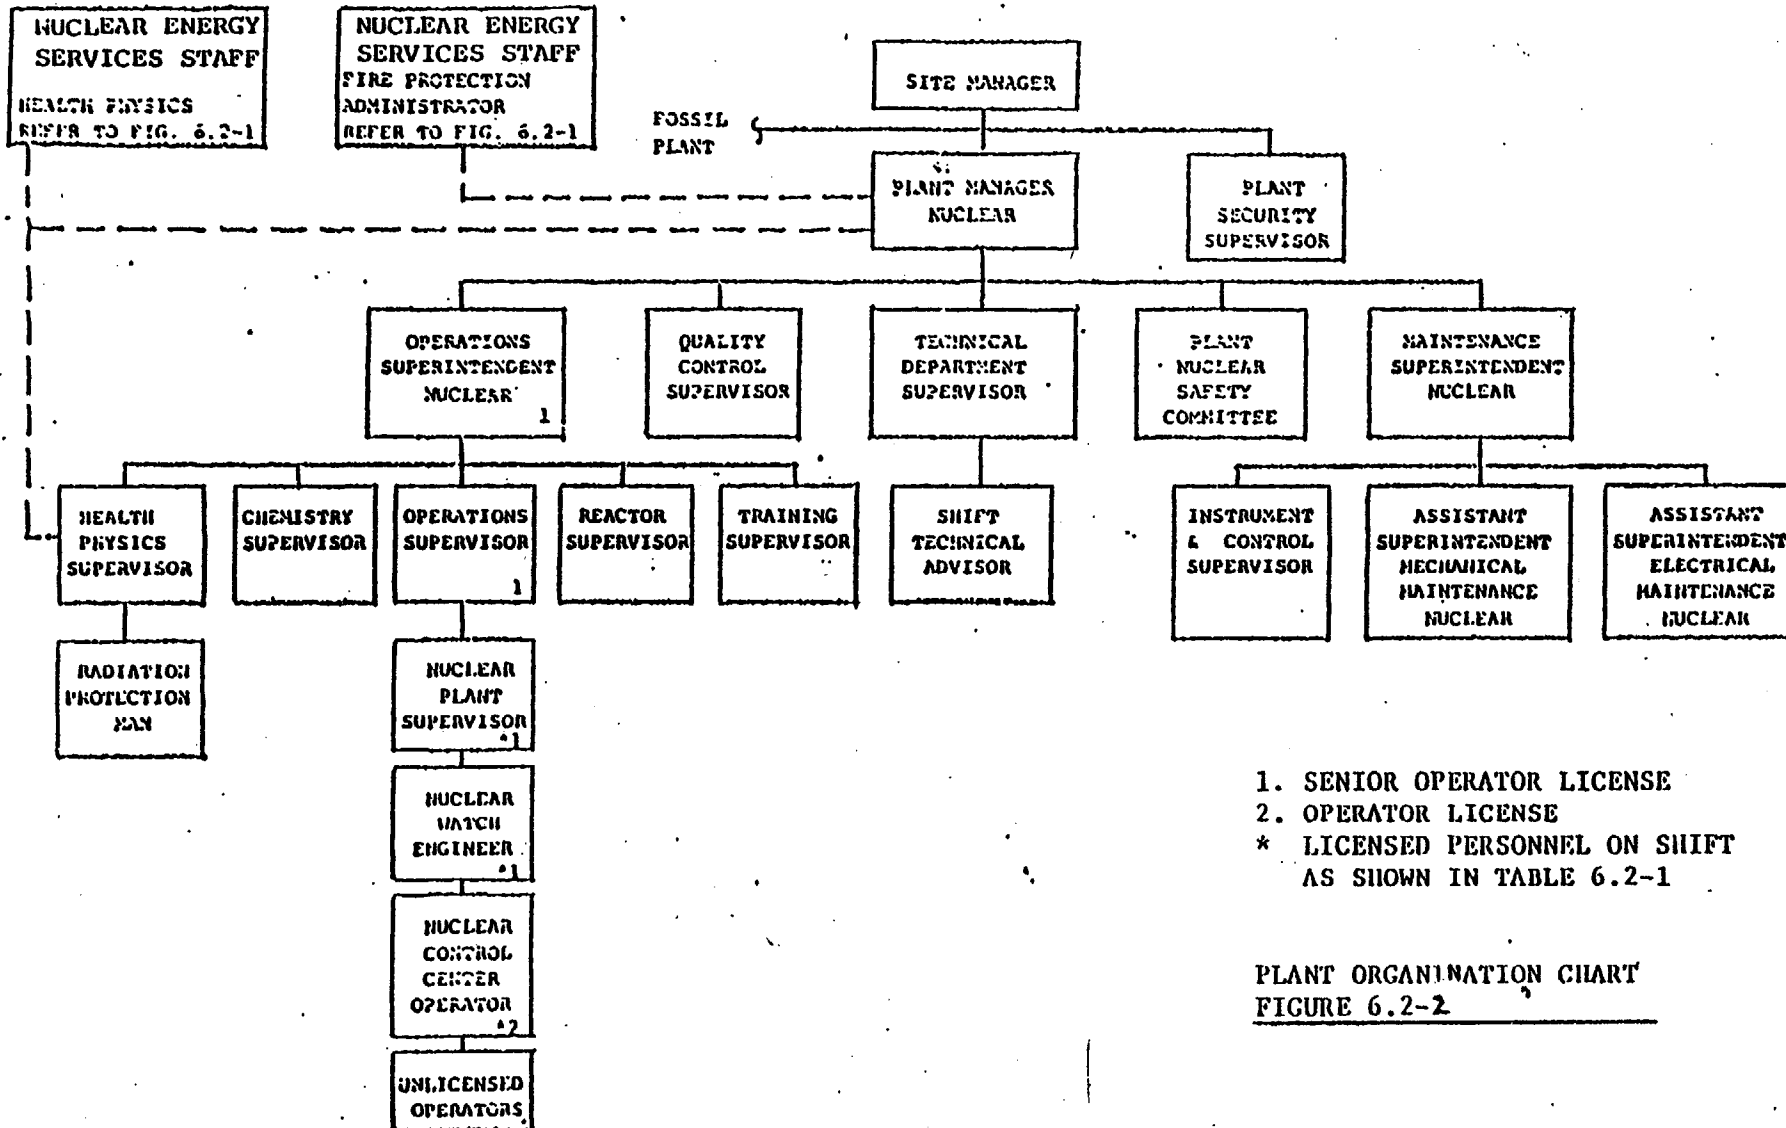 NUCLEAR ENERGY
SERVICES STAFF
HEALTH PHYSICS
REFER TO FIG. 6.2-1
NUCLEAR ENERGY
SERVICES STAFF
FIRE PROTECTION
ADMINISTRATOR
REFER TO FIG. 6.2-1
SITE MANAGER
FOSSIL
PLANT
PLANT MANAGER
NUCLEAR
PLANT
SECURITY
SUPERVISOR
OPERATIONS
SUPERINTENDENT
NUCLEAR
1
QUALITY
CONTROL
SUPERVISOR
TECHNICAL
DEPARTMENT
SUPERVISOR
PLANT
NUCLEAR
SAFETY
COMMITTEE
MAINTENANCE
SUPERINTENDENT
NUCLEAR
HEALTH
PHYSICS
SUPERVISOR
CHEMISTRY
SUPERVISOR
OPERATIONS
SUPERVISOR
1
REACTOR
SUPERVISOR
TRAINING
SUPERVISOR
SHIFT
TECHNICAL
ADVISOR
INSTRUMENT
& CONTROL
SUPERVISOR
ASSISTANT
SUPERINTENDENT
MECHANICAL
MAINTENANCE
NUCLEAR
ASSISTANT
SUPERINTENDENT
ELECTRICAL
MAINTENANCE
NUCLEAR
RADIATION
PROTECTION
MAN
NUCLEAR
PLANT
SUPERVISOR
*1
NUCLEAR
WATCH
ENGINEER
*1
NUCLEAR
CONTROL
CENTER
OPERATOR
*2
UNLICENSED
OPERATORS
1. SENIOR OPERATOR LICENSE
2. OPERATOR LICENSE
* LICENSED PERSONNEL ON SHIFT
AS SHOWN IN TABLE 6.2-1
PLANT ORGANINATION CHART
FIGURE 6.2-2